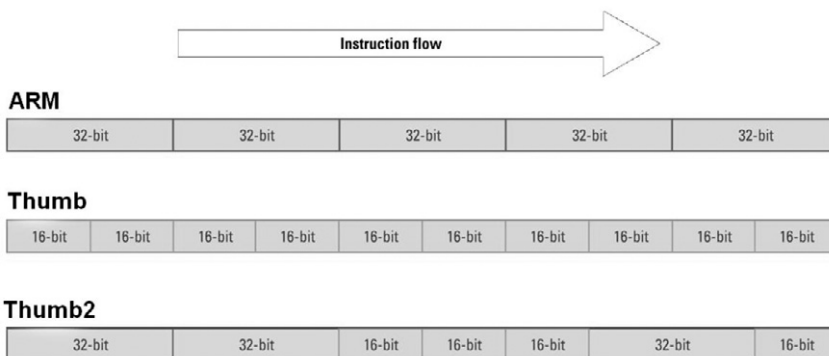 Instruction flow
ARM
32-bit 32-bit 32-bit 32-bit 32-bit
Thumb
16-bit 16-bit 16-bit 16-bit 16-bit 16-bit 16-bit 16-bit 16-bit 16-bit
Thumb2
32-bit 32-bit 16-bit 16-bit 16-bit 32-bit 16-bit